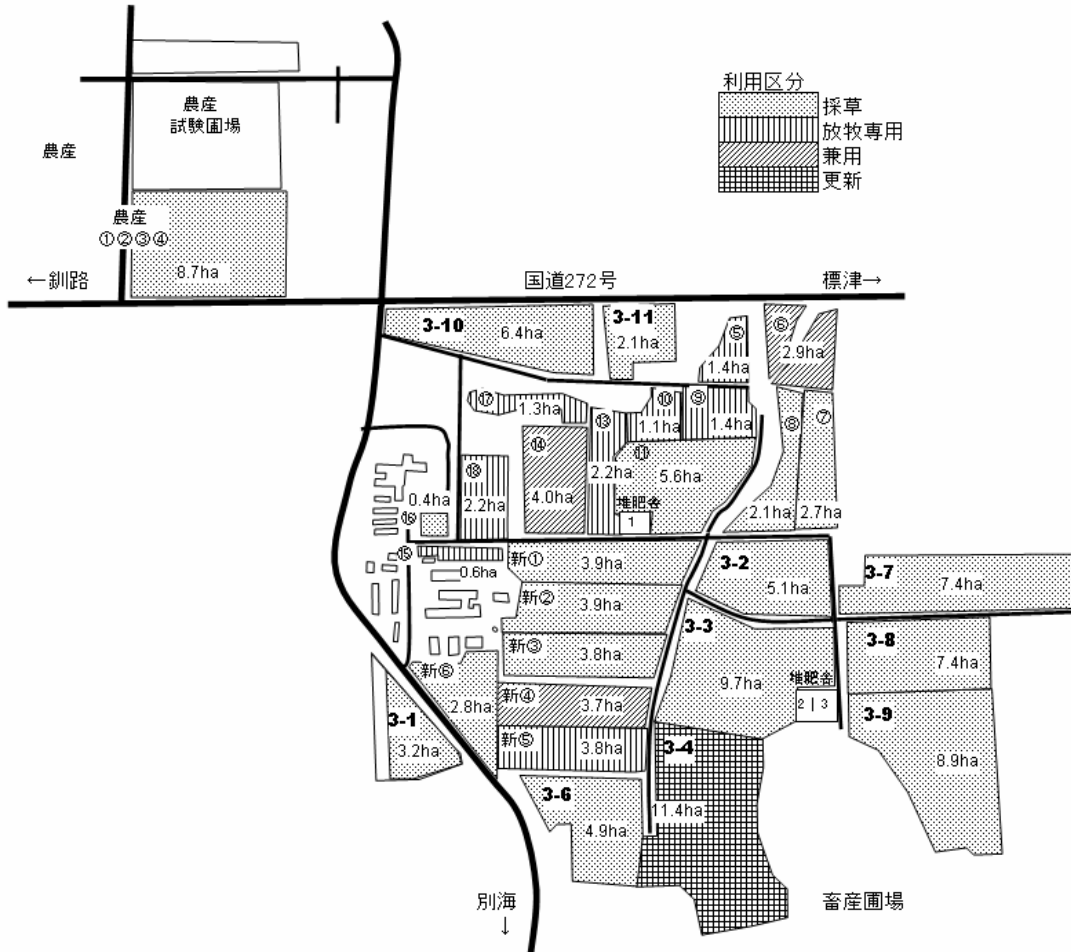 利用区分
採草
放牧専用
兼用
更新
農産
試験圃場
農産
農産
①②③④
8.7ha
←釧路
国道272号
標津→
3-10
6.4ha
3-11
2.1ha
⑤
1.4ha
⑥
2.9ha
⑰
1.3ha
⑩
1.1ha
⑨
1.4ha
⑧
2.1ha
⑦
2.7ha
⑬
2.2ha
⑭
4.0ha
⑪
5.6ha
堆肥舎
1
⑱
2.2ha
0.4ha
⑯
⑮
0.6ha
新①
3.9ha
新②
3.9ha
新③
3.8ha
新④
3.7ha
新⑤
3.8ha
新⑥
2.8ha
3-1
3.2ha
3-2
5.1ha
3-3
9.7ha
堆肥舎
2 | 3
3-4
11.4ha
3-6
4.9ha
3-7
7.4ha
3-8
7.4ha
3-9
8.9ha
別海
↓
畜産圃場